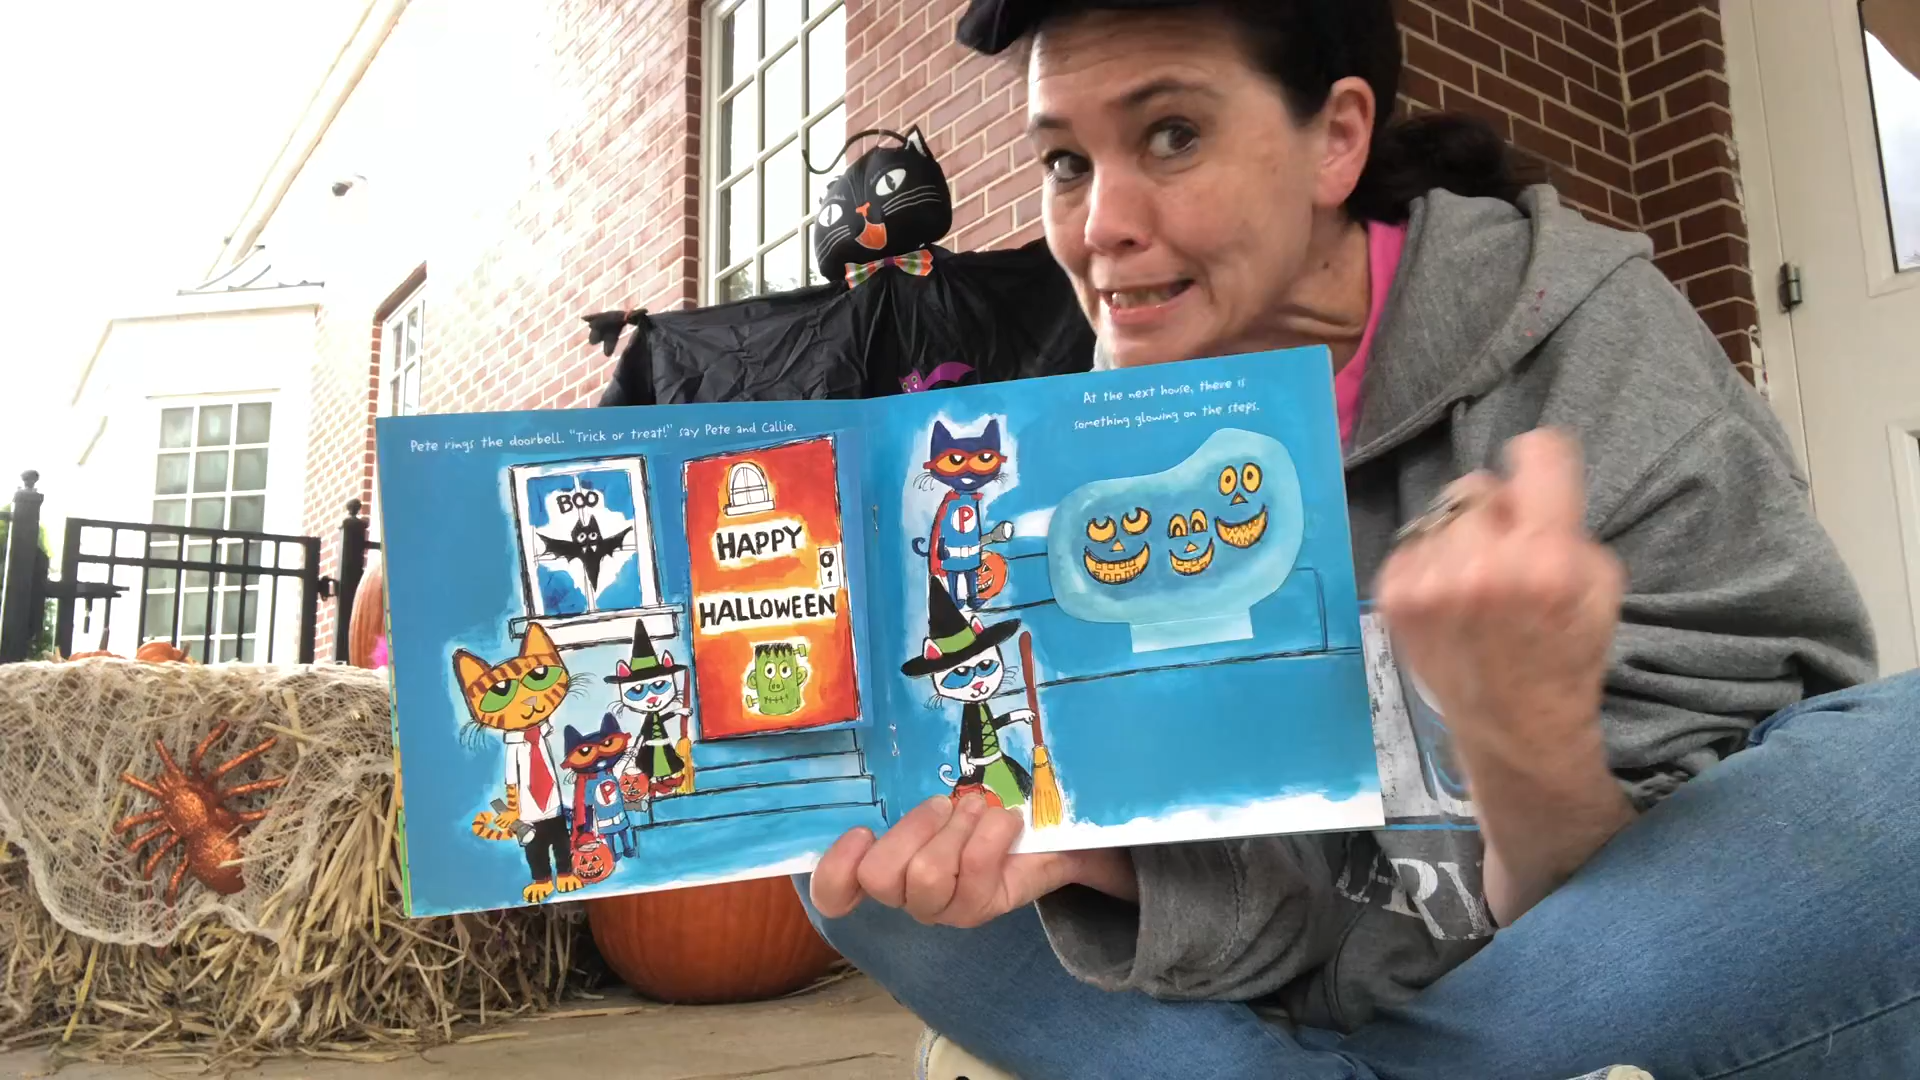 Pete rings the doorbell. "Trick or treat!" say Pete and Callie.
BOO
HAPPY
HALLOWEEN
P
At the next house, there is
something glowing on the steps.
P